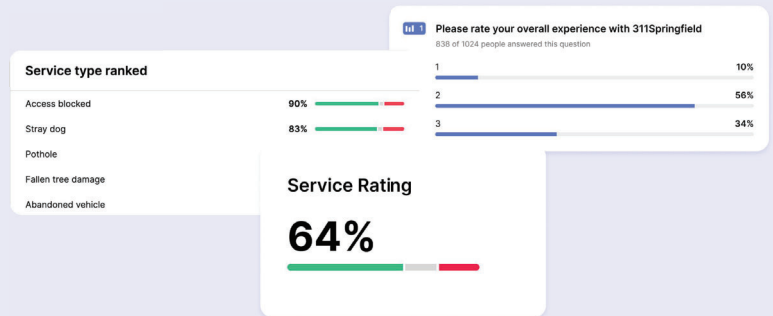 1
Please rate your overall experience with 311Springfield
838 of 1024 people answered this question
1 10%
2 56%
3 34%
Service type ranked
Access blocked 90%
Stray dog 83%
Pothole
Fallen tree damage
Abandoned vehicle
Service Rating
64%